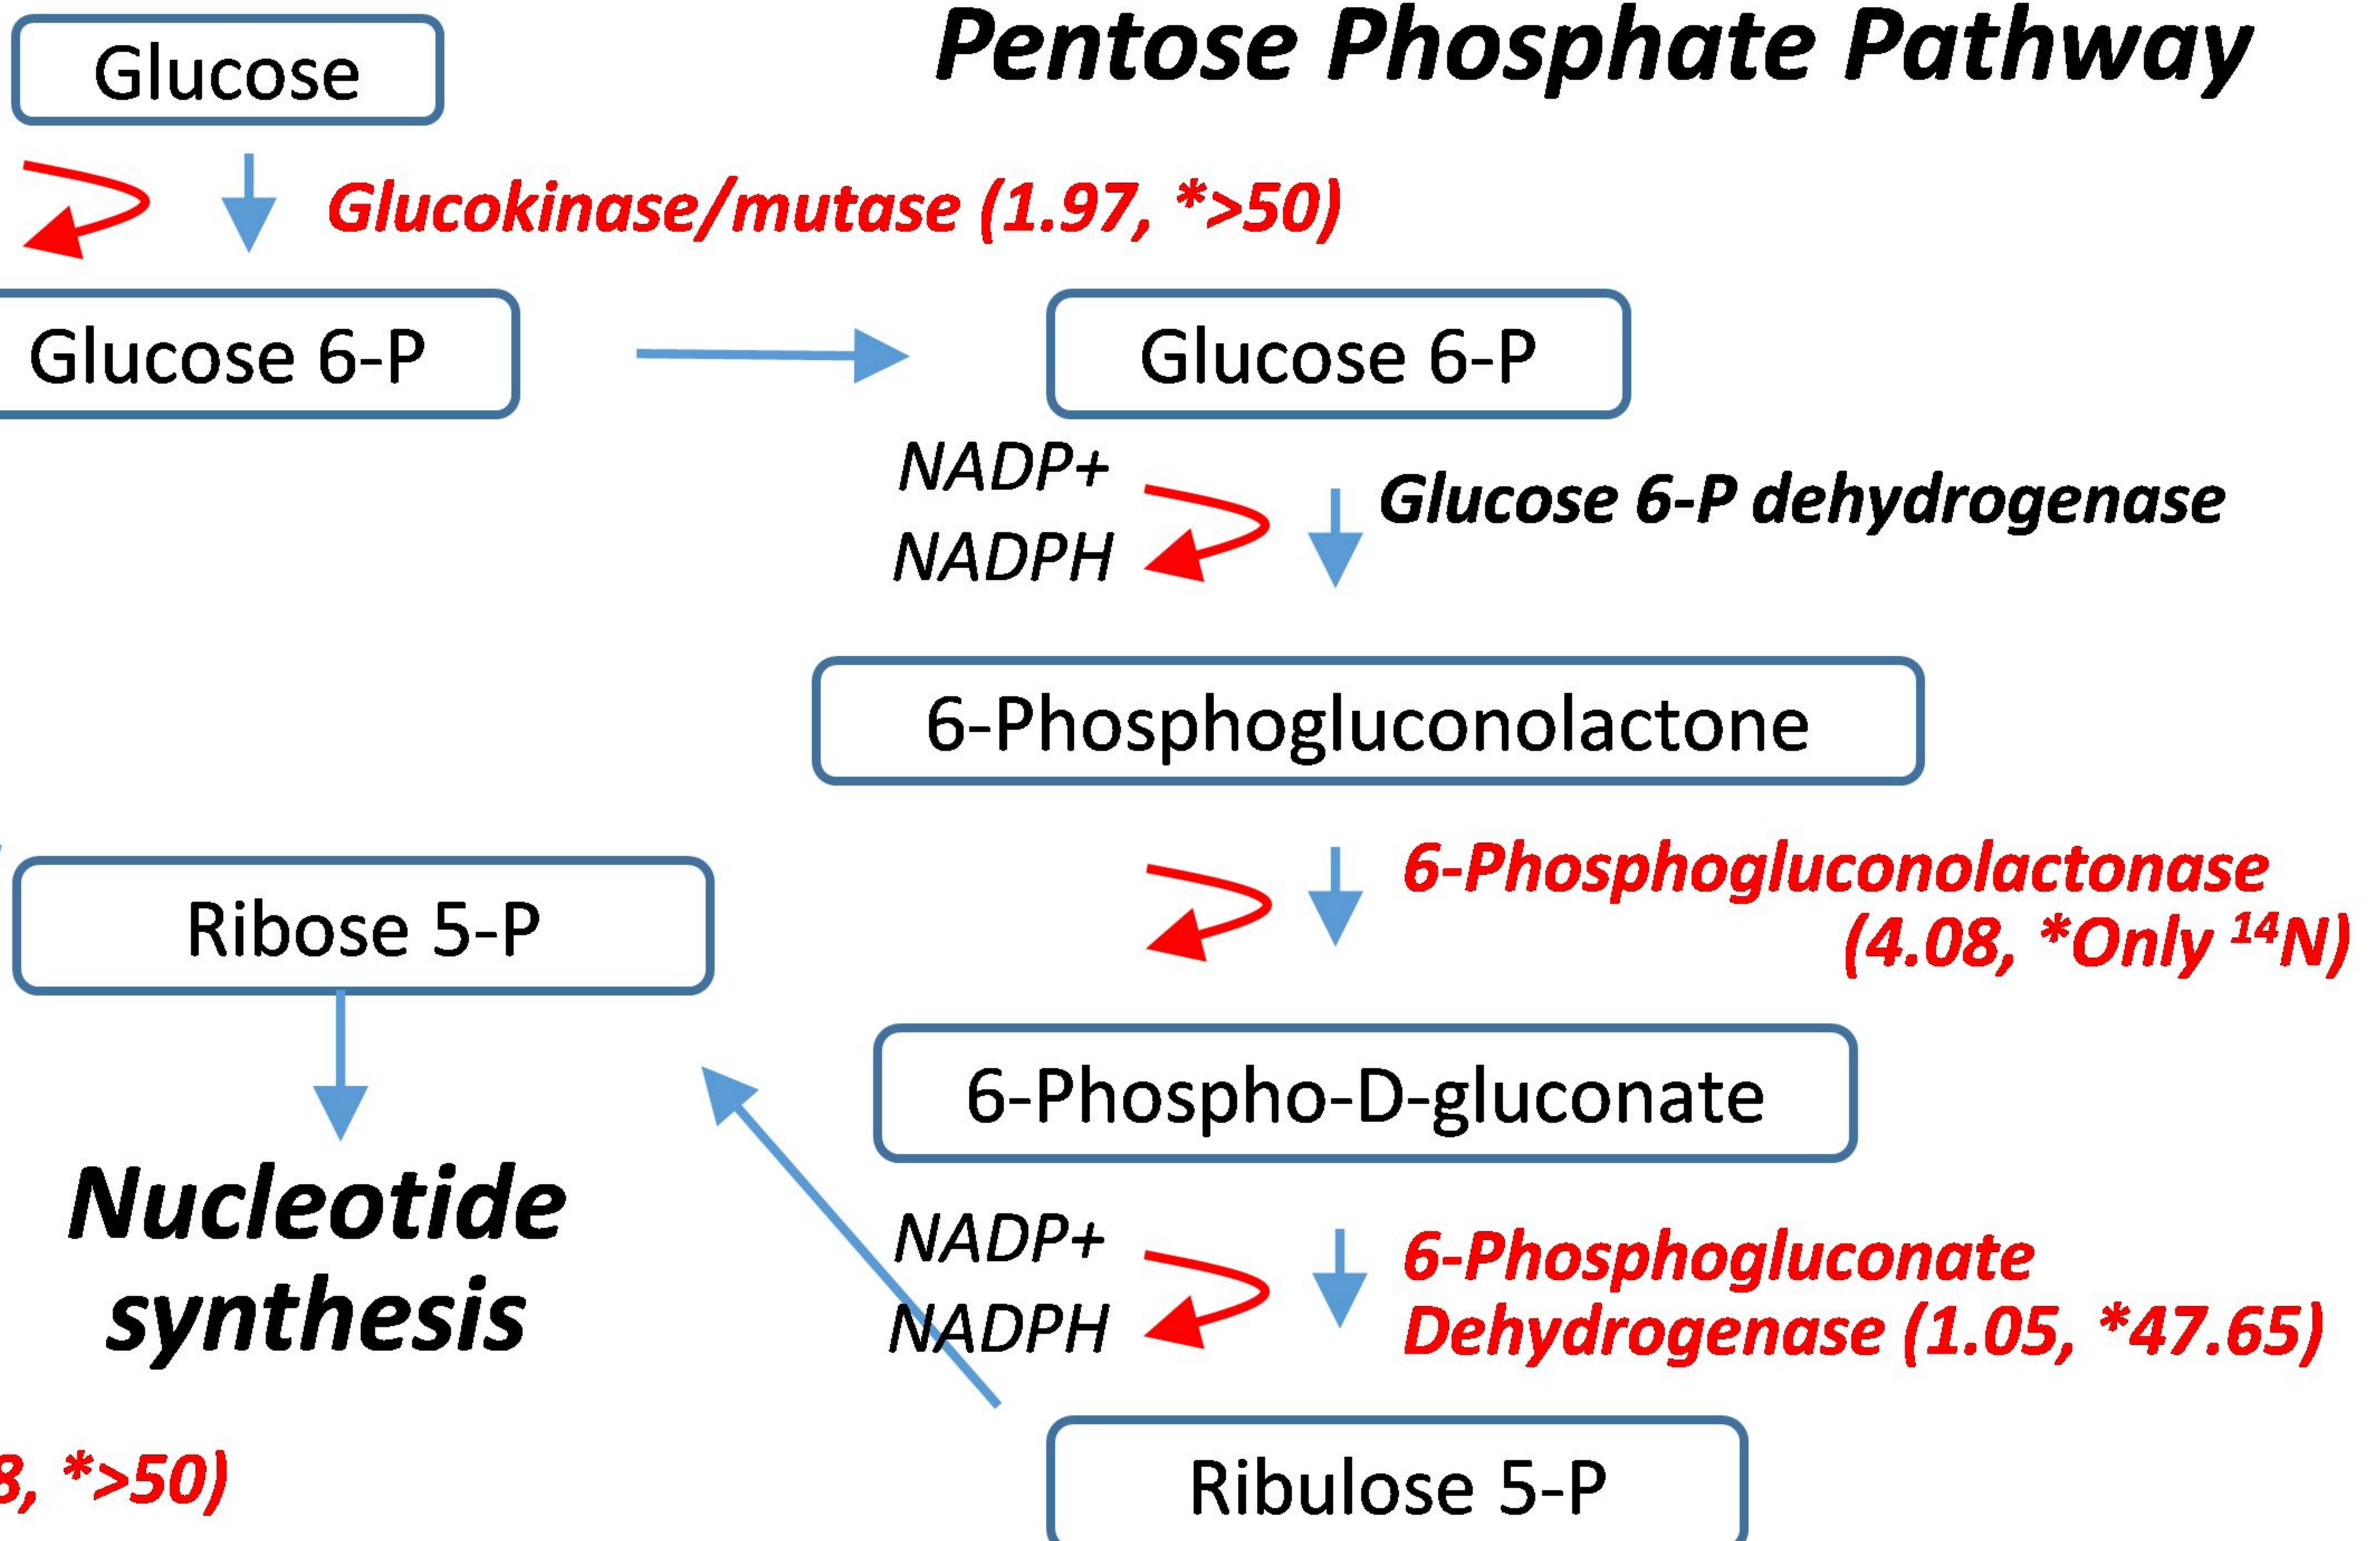 Pentose Phosphate Pathway
Glucose
Glucokinase/mutase (1.97, *>50)
Glucose 6-P
Glucose 6-P
NADP+
NADPH
Glucose 6-P dehydrogenase
6-Phosphogluconolactone
6-Phosphogluconolactonase
(4.08, *Only ¹⁴N)
Ribose 5-P
6-Phospho-D-gluconate
Nucleotide
synthesis
NADP+
NADPH
6-Phosphogluconate
Dehydrogenase (1.05, *47.65)
8, *>50)
Ribulose 5-P